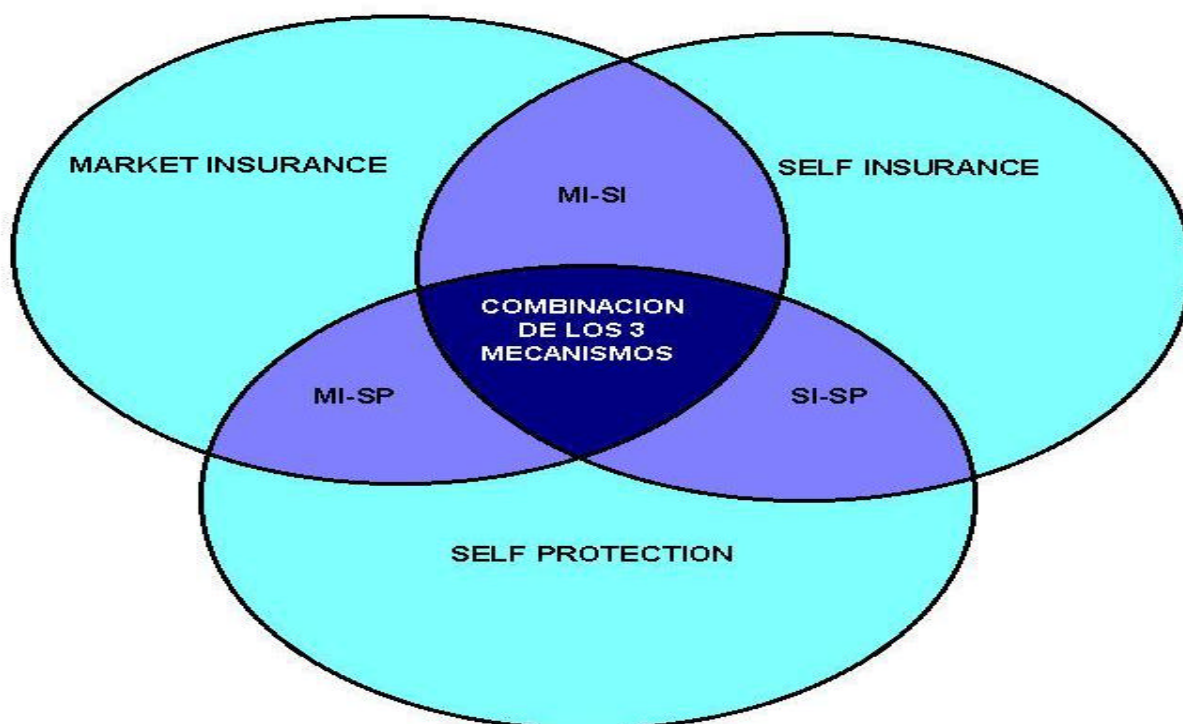 MARKET INSURANCE
SELF INSURANCE
MI-SI
COMBINACION
DE LOS 3
MECANISMOS
MI-SP
SI-SP
SELF PROTECTION